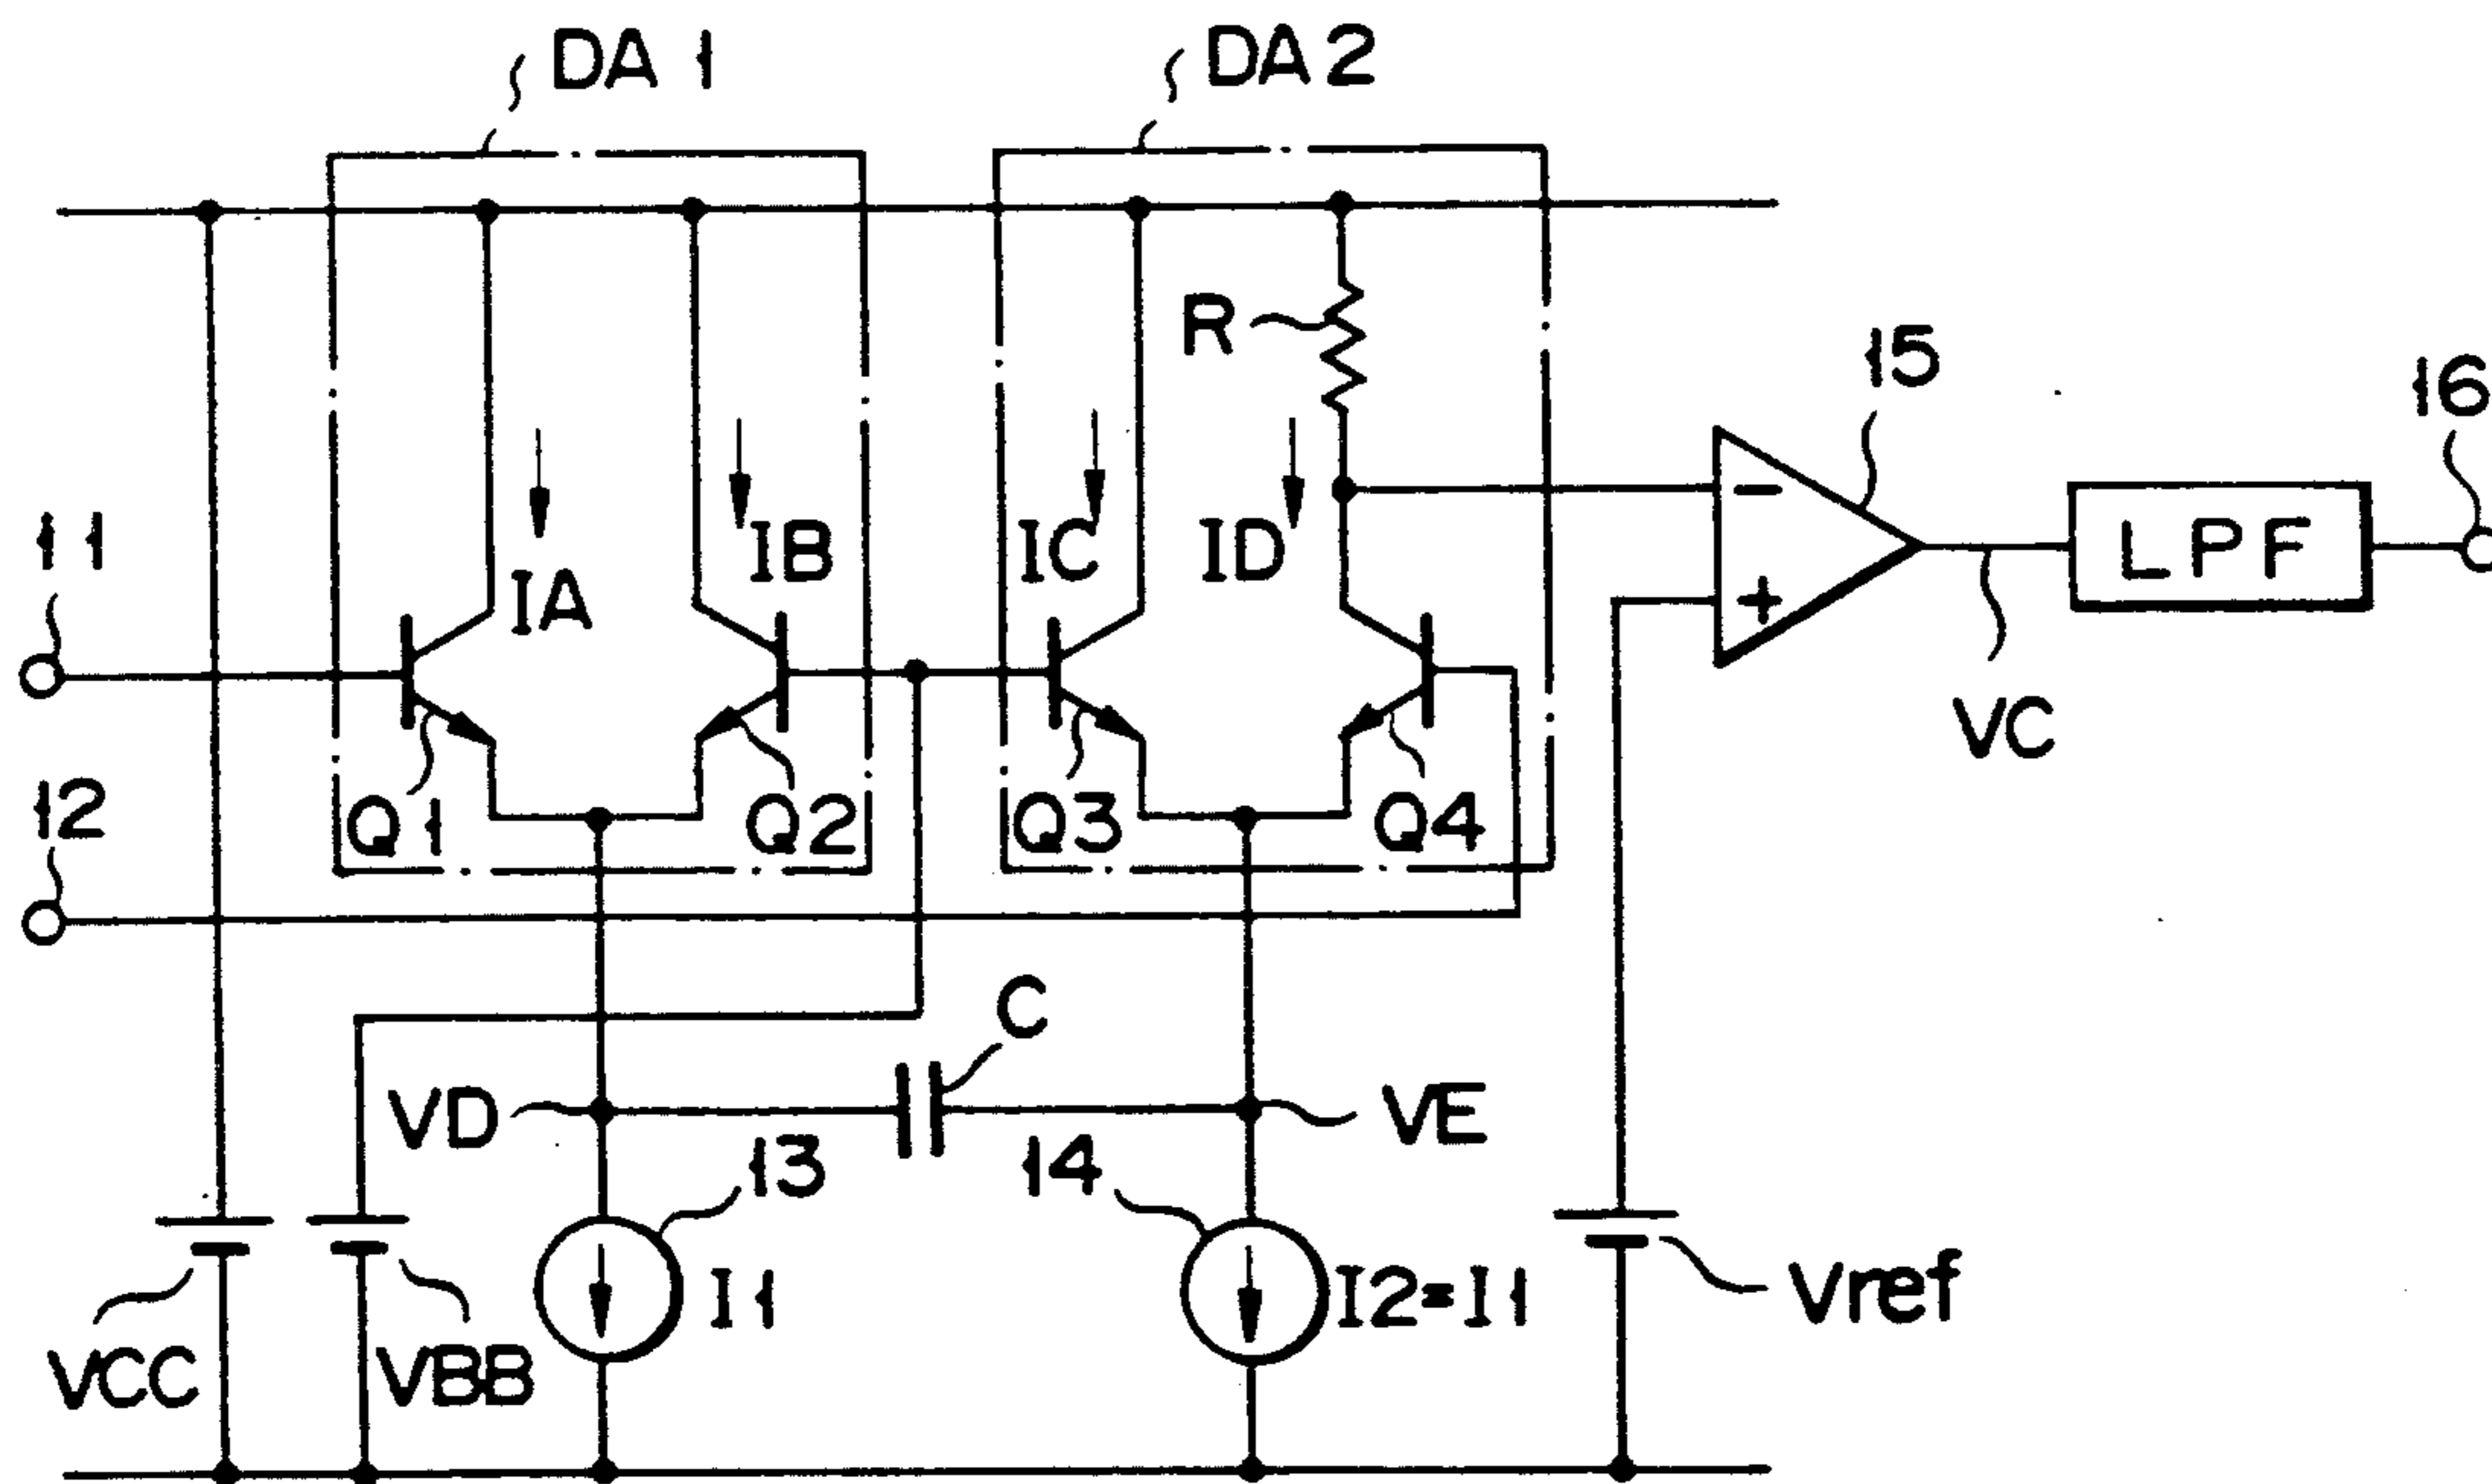 DA 1
DA 2
R
15
16
11
IA
IB
IC
ID
−
+
LPF
VC
12
Q1
Q2
Q3
Q4
C
VD
VE
13
14
I1
I2=I1
Vref
VCC
VBB